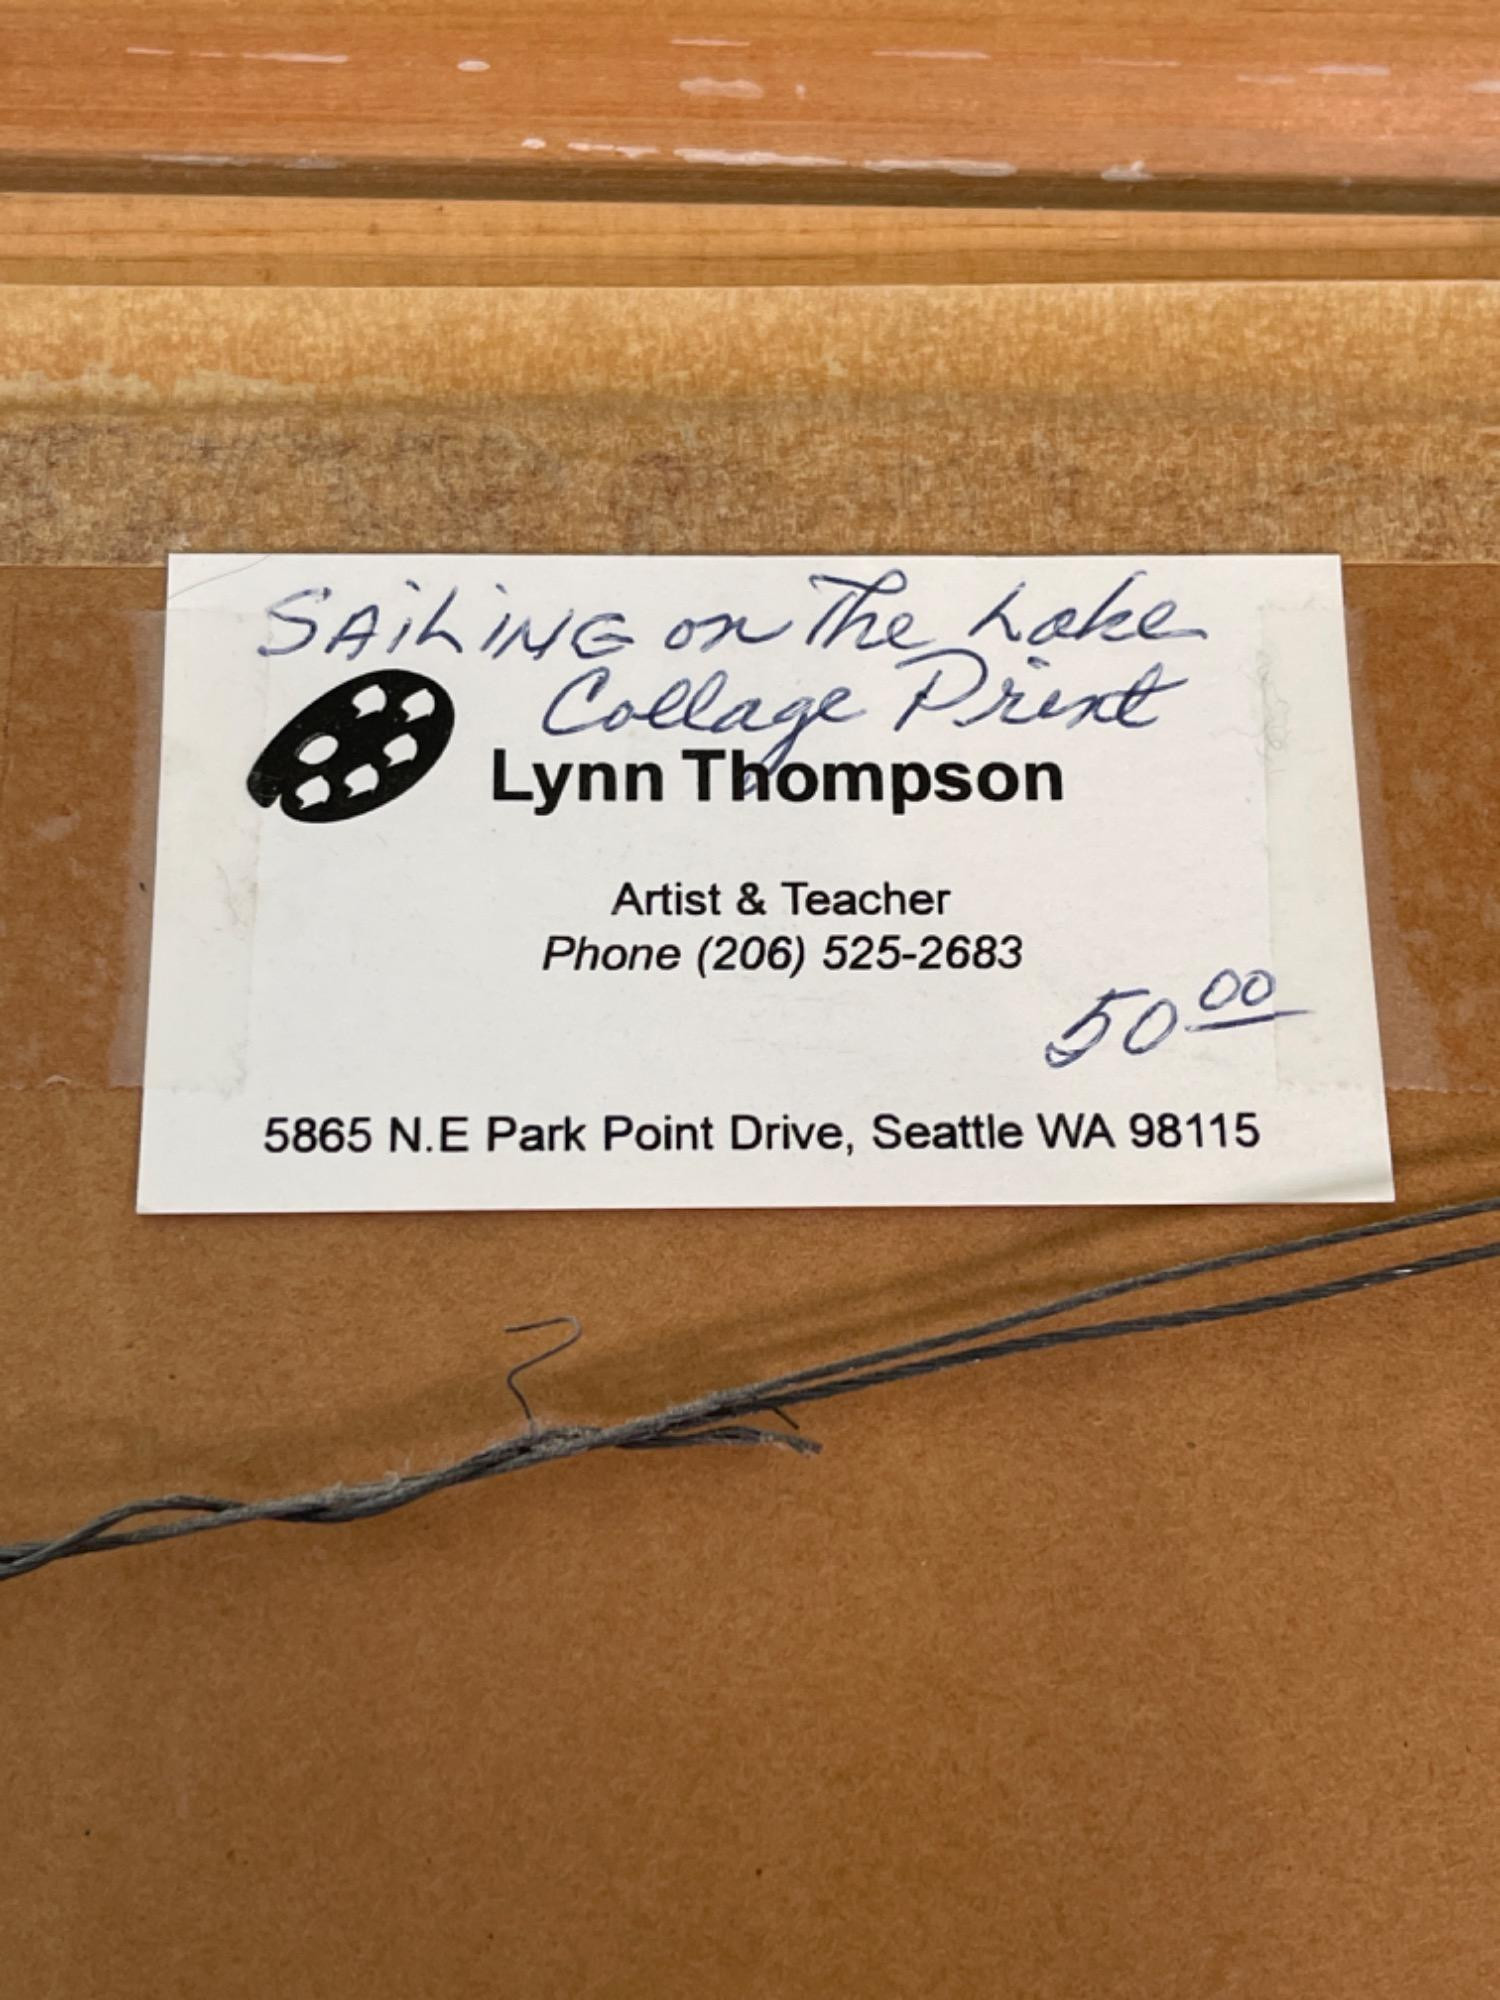 SAiLiNG on The Lake
Collage Print
Lynn Thompson
Artist & Teacher
Phone (206) 525-2683
50 00
5865 N.E Park Point Drive, Seattle WA 98115